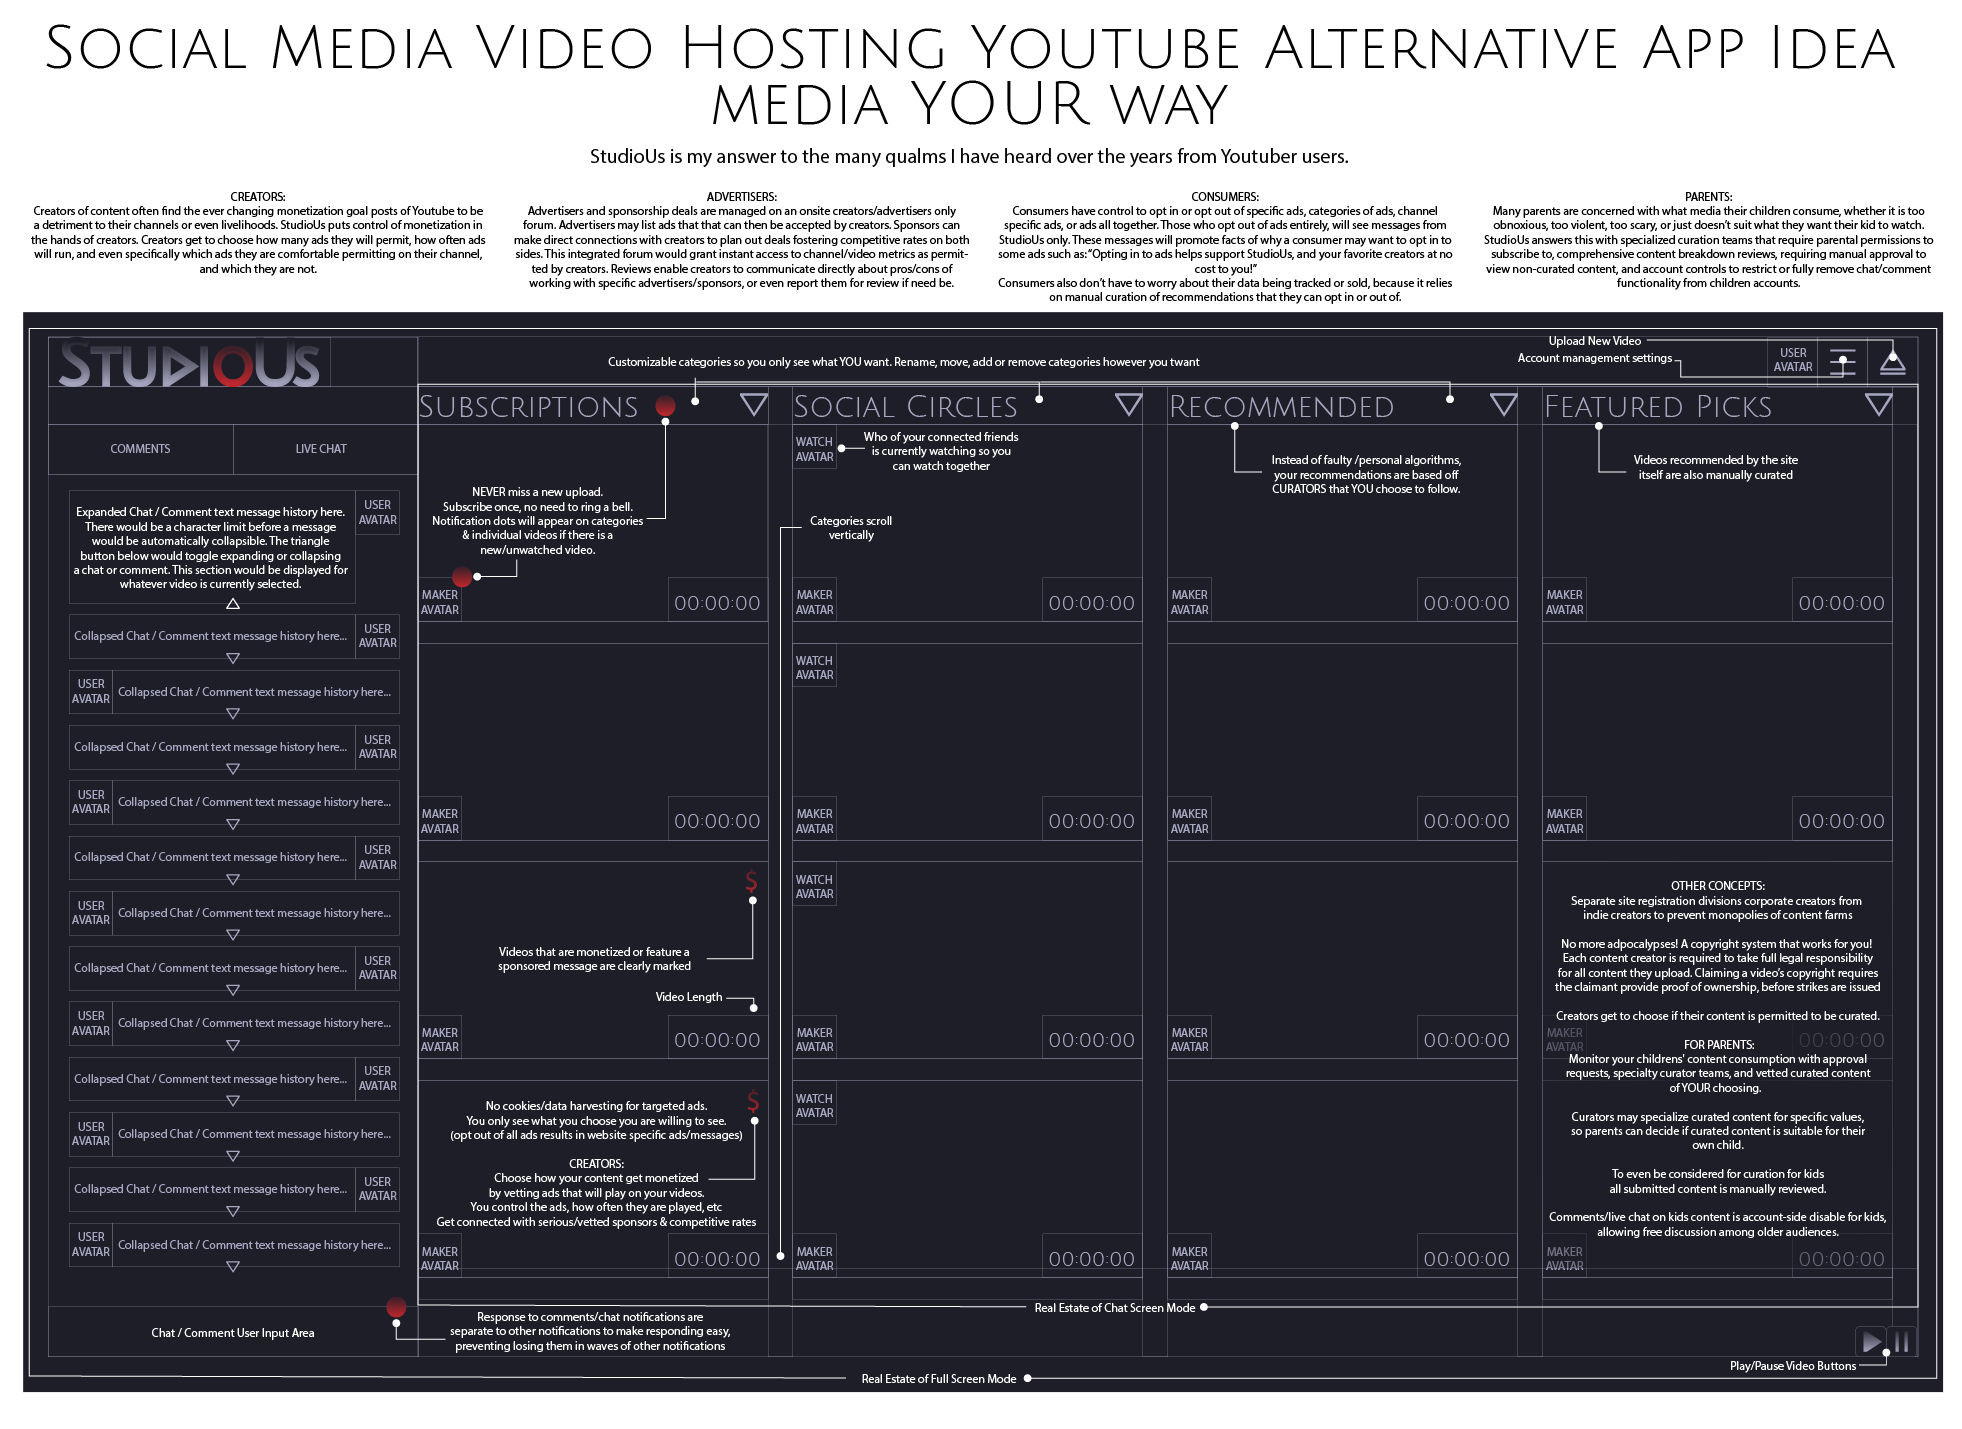 Social Media Video Hosting Youtube Alternative App Idea
media YOUR way
StudioUs is my answer to the many qualms I have heard over the years from Youtuber users.
CREATORS:
Creators of content often find the ever changing monetization goal posts of Youtube to be
a detriment to their channels or even livelihoods. StudioUs puts control of monetization in
the hands of creators. Creators get to choose how many ads they will permit, how often ads
will run, and even specifically which ads they are comfortable permitting on their channel,
and which they are not.
ADVERTISERS:
Advertisers and sponsorship deals are managed on an onsite creators/advertisers only
forum. Advertisers may list ads that that can then be accepted by creators. Sponsors can
make direct connections with creators to plan out deals fostering competitive rates on both
sides. This integrated forum would grant instant access to channel/video metrics as permit-
ted by creators. Reviews enable creators to communicate directly about pros/cons of
working with specific advertisers/sponsors, or even report them for review if need be.
CONSUMERS:
Consumers have control to opt in or opt out of specific ads, categories of ads, channel
specific ads, or ads all together. Those who opt out of ads entirely, will see messages from
StudioUs only. These messages will promote facts of why a consumer may want to opt in to
some ads such as: “Opting in to ads helps support StudioUs, and your favorite creators at no
cost to you!”
Consumers also don’t have to worry about their data being tracked or sold, because it relies
on manual curation of recommendations that they can opt in or out of.
PARENTS:
Many parents are concerned with what media their children consume, whether it is too
obnoxious, too violent, too scary, or just doesn’t suit what they want their kid to watch.
StudioUs answers this with specialized curation teams that require parental permissions to
subscribe to, comprehensive content breakdown reviews, requiring manual approval to
view non-curated content, and account controls to restrict or fully remove chat/comment
functionality from children accounts.
StudioUs
Customizable categories so you only see what YOU want. Rename, move, add or remove categories however you twant
Upload New Video
Account management settings
USER
AVATAR
COMMENTS
LIVE CHAT
Expanded Chat / Comment text message history here.
There would be a character limit before a message
would be automatically collapsible. The triangle
button below would toggle expanding or collapsing
a chat or comment. This section would be displayed for
whatever video is currently selected.
USER
AVATAR
Collapsed Chat / Comment text message history here...
USER
AVATAR
USER
AVATAR
Collapsed Chat / Comment text message history here...
Collapsed Chat / Comment text message history here...
USER
AVATAR
USER
AVATAR
Collapsed Chat / Comment text message history here...
Collapsed Chat / Comment text message history here...
USER
AVATAR
USER
AVATAR
Collapsed Chat / Comment text message history here...
Collapsed Chat / Comment text message history here...
USER
AVATAR
USER
AVATAR
Collapsed Chat / Comment text message history here...
Collapsed Chat / Comment text message history here...
USER
AVATAR
USER
AVATAR
Collapsed Chat / Comment text message history here...
Collapsed Chat / Comment text message history here...
USER
AVATAR
USER
AVATAR
Collapsed Chat / Comment text message history here...
Chat / Comment User Input Area
Response to comments/chat notifications are
separate to other notifications to make responding easy,
preventing losing them in waves of other notifications
Subscriptions
NEVER miss a new upload.
Subscribe once, no need to ring a bell.
Notification dots will appear on categories
& individual videos if there is a
new/unwatched video.
MAKER
AVATAR
00:00:00
MAKER
AVATAR
00:00:00
$
Videos that are monetized or feature a
sponsored message are clearly marked
Video Length
MAKER
AVATAR
00:00:00
$
No cookies/data harvesting for targeted ads.
You only see what you choose you are willing to see.
(opt out of all ads results in website specific ads/messages)
CREATORS:
Choose how your content get monetized
by vetting ads that will play on your videos.
You control the ads, how often they are played, etc
Get connected with serious/vetted sponsors & competitive rates
MAKER
AVATAR
00:00:00
Social Circles
WATCH
AVATAR
Who of your connected friends
is currently watching so you
can watch together
Categories scroll
vertically
MAKER
AVATAR
00:00:00
WATCH
AVATAR
MAKER
AVATAR
00:00:00
WATCH
AVATAR
MAKER
AVATAR
00:00:00
WATCH
AVATAR
MAKER
AVATAR
00:00:00
Recommended
Instead of faulty /personal algorithms,
your recommendations are based off
CURATORS that YOU choose to follow.
MAKER
AVATAR
00:00:00
MAKER
AVATAR
00:00:00
MAKER
AVATAR
00:00:00
MAKER
AVATAR
00:00:00
Featured Picks
Videos recommended by the site
itself are also manually curated
MAKER
AVATAR
00:00:00
MAKER
AVATAR
00:00:00
OTHER CONCEPTS:
Separate site registration divisions corporate creators from
indie creators to prevent monopolies of content farms
No more adpocalypses! A copyright system that works for you!
Each content creator is required to take full legal responsibility
for all content they upload. Claiming a video’s copyright requires
the claimant provide proof of ownership, before strikes are issued
Creators get to choose if their content is permitted to be curated.
MAKER
AVATAR
00:00:00
FOR PARENTS:
Monitor your childrens' content consumption with approval
requests, specialty curator teams, and vetted curated content
of YOUR choosing.
Curators may specialize curated content for specific values,
so parents can decide if curated content is suitable for their
own child.
To even be considered for curation for kids
all submitted content is manually reviewed.
Comments/live chat on kids content is account-side disable for kids,
allowing free discussion among older audiences.
MAKER
AVATAR
00:00:00
Real Estate of Chat Screen Mode
Play/Pause Video Buttons
Real Estate of Full Screen Mode